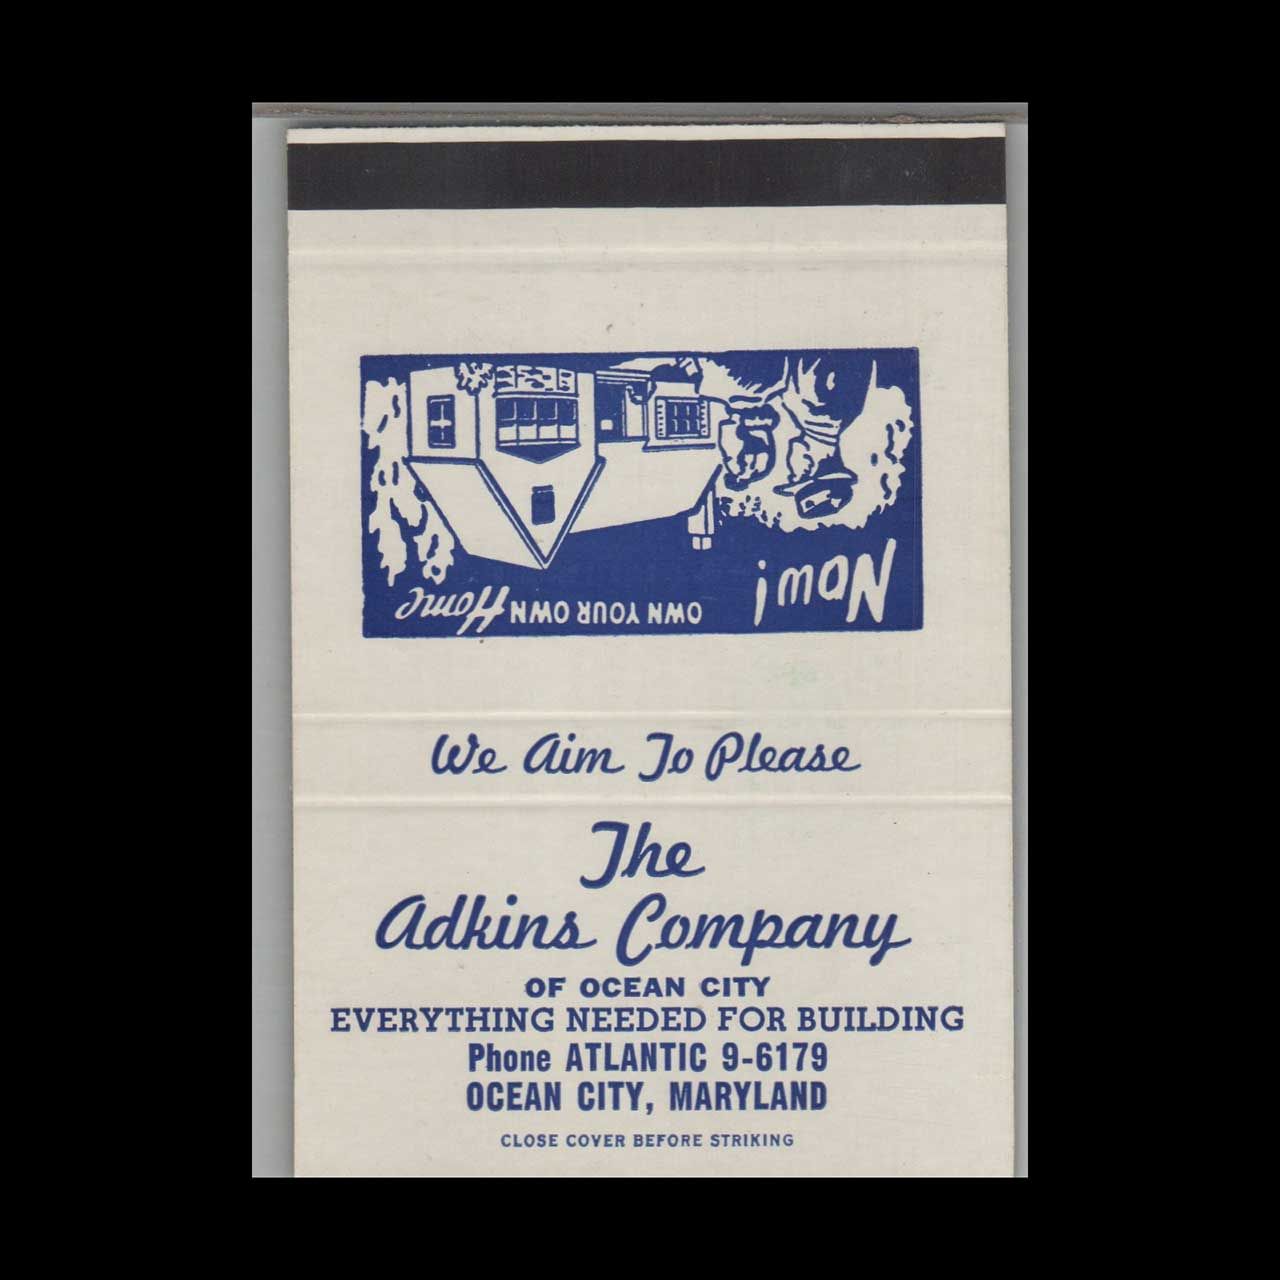 Now!
OWN YOUR OWN Home
We Aim To Please
The
Adkins Company
OF OCEAN CITY
EVERYTHING NEEDED FOR BUILDING
Phone ATLANTIC 9-6179
OCEAN CITY, MARYLAND
CLOSE COVER BEFORE STRIKING